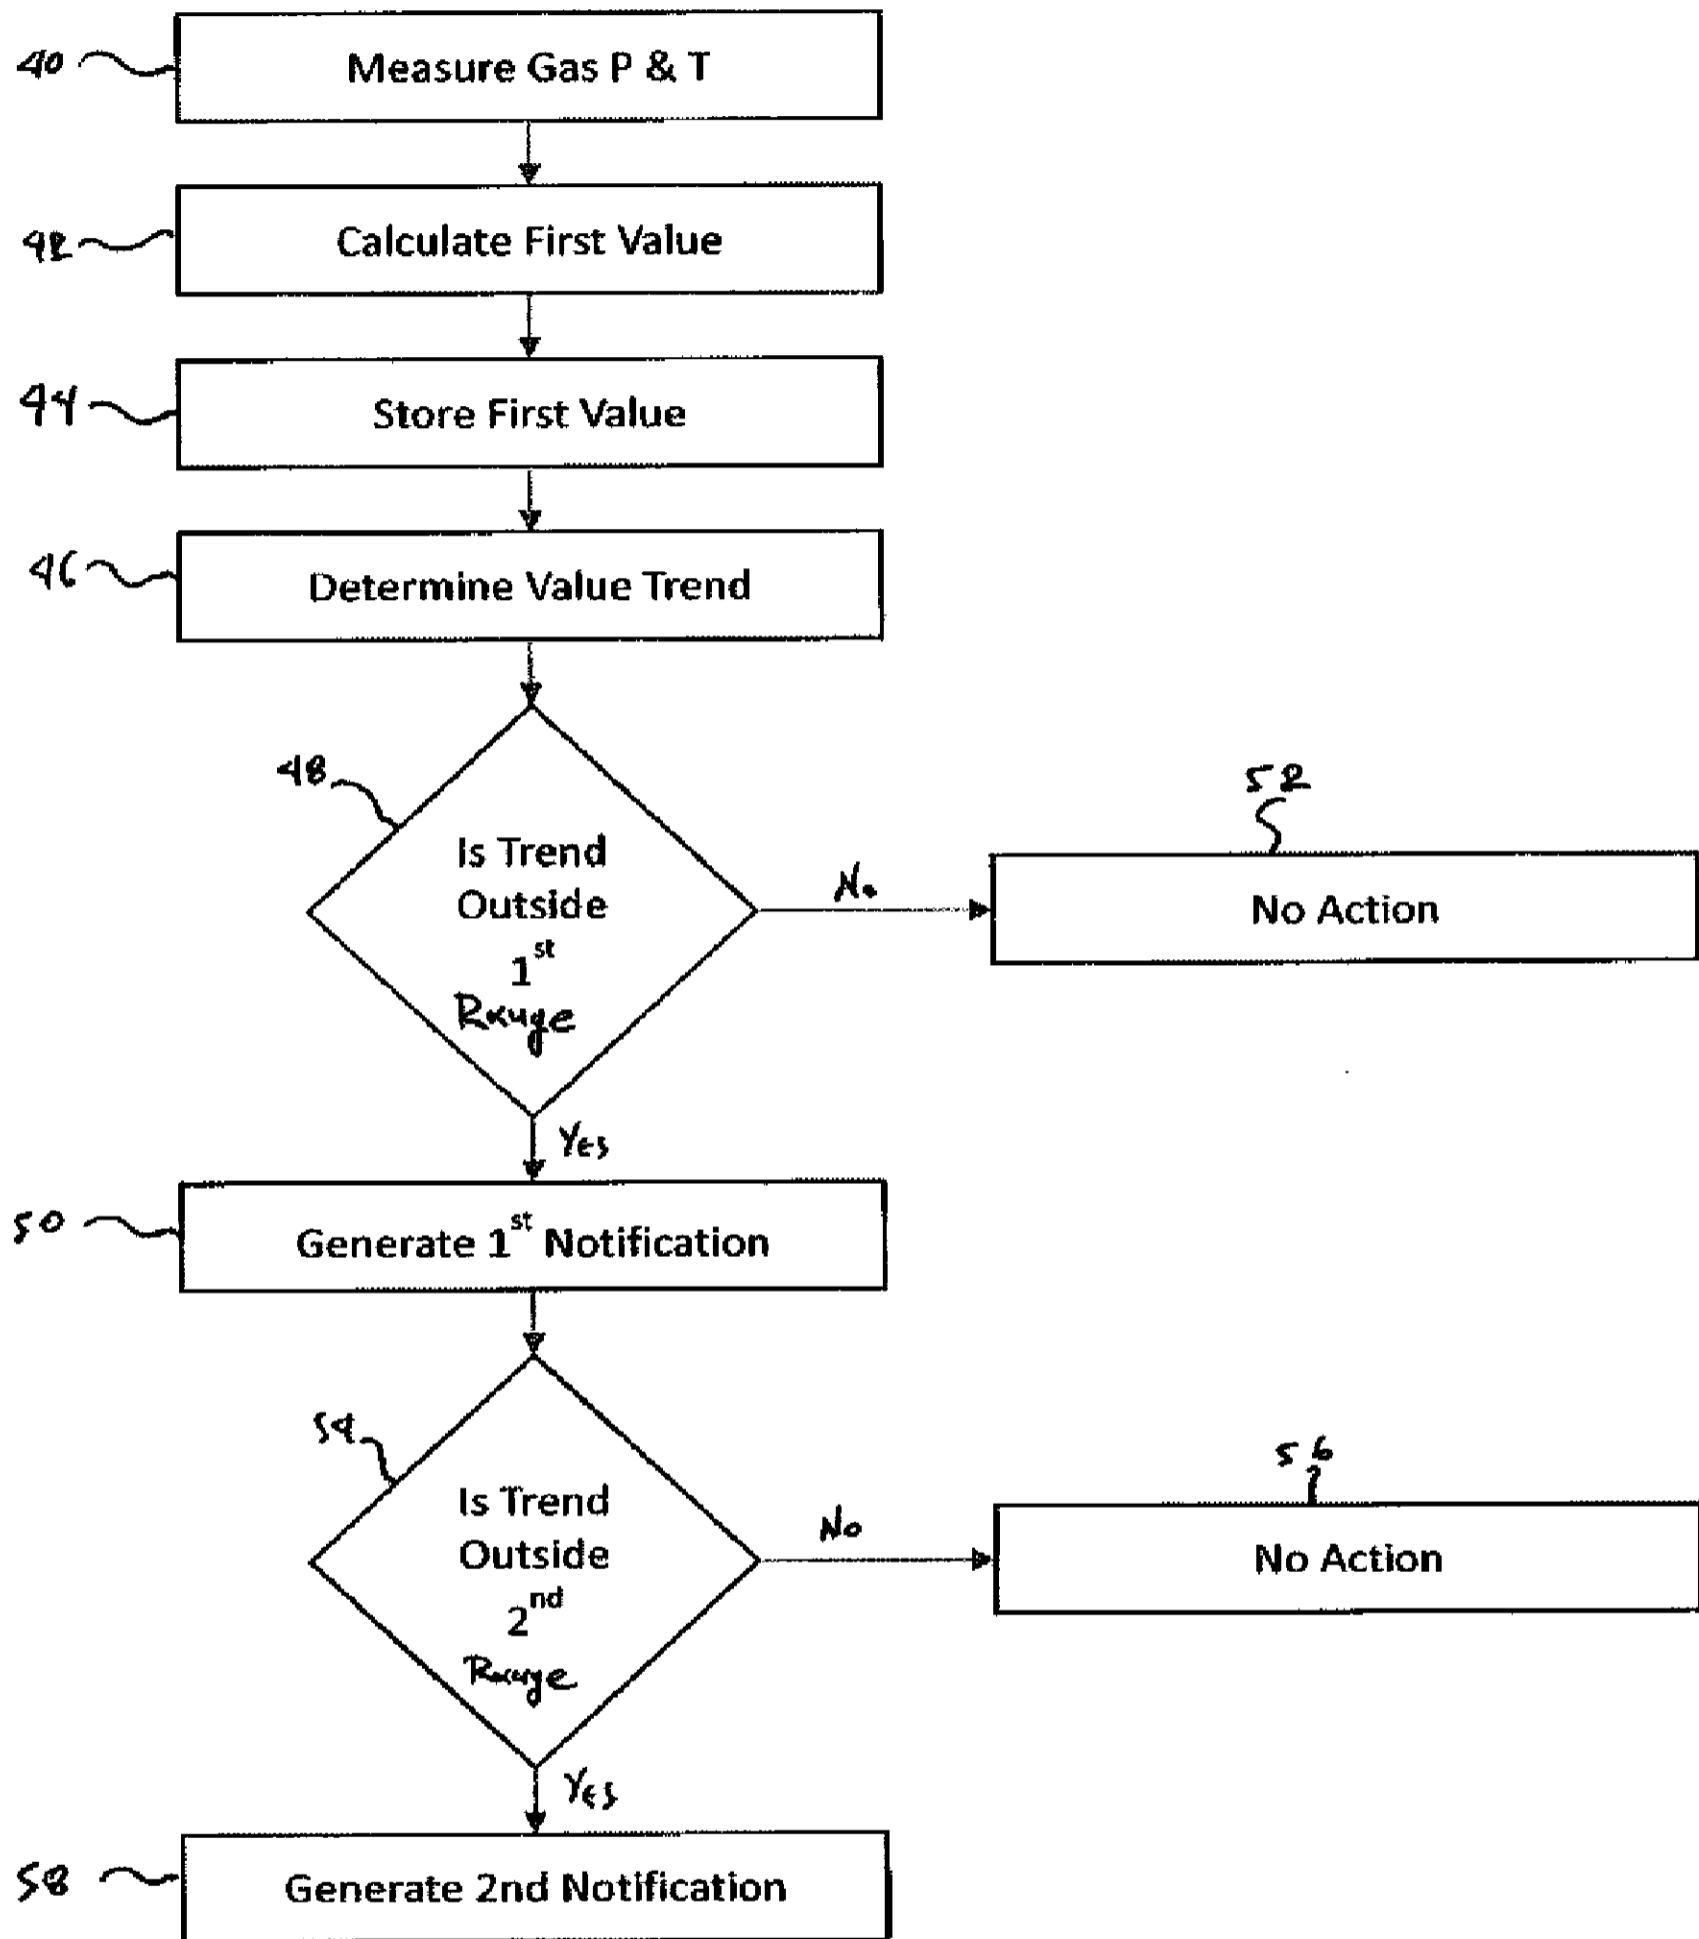 40
Measure Gas P & T
42
Calculate First Value
44
Store First Value
46
Determine Value Trend
48
Is Trend
Outside
1st
Range
No
52
No Action
Yes
50
Generate 1st Notification
54
Is Trend
Outside
2nd
Range
No
56
No Action
Yes
58
Generate 2nd Notification